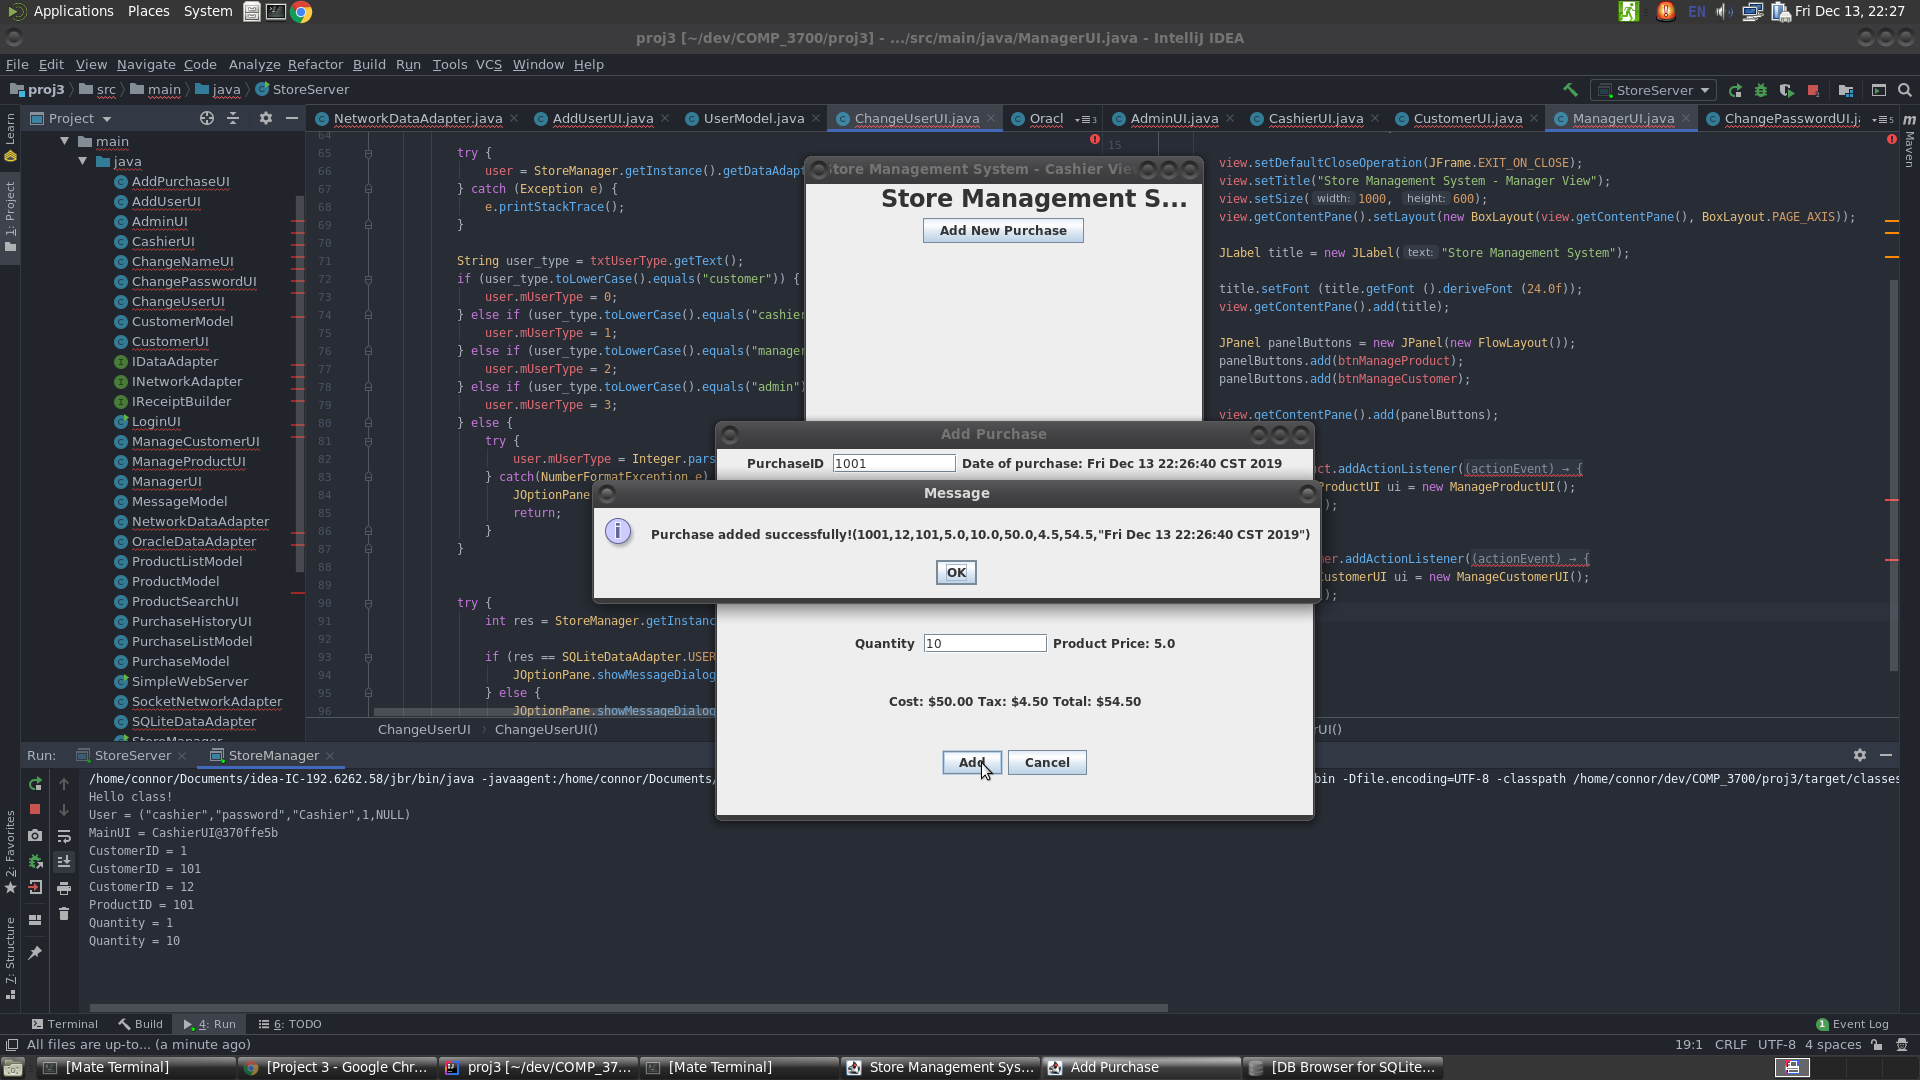 Applications Places System EN Fri Dec 13, 22:27
proj3 [~/dev/COMP_3700/proj3] - .../src/main/java/ManagerUI.java - IntelliJ IDEA
File Edit View Navigate Code Analyze Refactor Build Run Tools VCS Window Help
proj3 src main java StoreServer StoreServer
Project
NetworkDataAdapter.java AddUserUI.java UserModel.java ChangeUserUI.java Oracl 3 AdminUI.java CashierUI.java CustomerUI.java ManagerUI.java ChangePasswordUI.j 5
Learn
1: Project
2: Favorites
7: Structure
Maven
main
java
AddPurchaseUI
AddUserUI
AdminUI
CashierUI
ChangeNameUI
ChangePasswordUI
ChangeUserUI
CustomerModel
CustomerUI
IDataAdapter
INetworkAdapter
IReceiptBuilder
LoginUI
ManageCustomerUI
ManageProductUI
ManagerUI
MessageModel
NetworkDataAdapter
OracleDataAdapter
ProductListModel
ProductModel
ProductSearchUI
PurchaseHistoryUI
PurchaseListModel
PurchaseModel
SimpleWebServer
SocketNetworkAdapter
SQLiteDataAdapter
64
65 try {
66 user = StoreManager.getInstance().getDataAdapt
67 } catch (Exception e) {
68 e.printStackTrace();
69 }
70
71 String user_type = txtUserType.getText();
72 if (user_type.toLowerCase().equals("customer")) {
73 user.mUserType = 0;
74 } else if (user_type.toLowerCase().equals("cashier
75 user.mUserType = 1;
76 } else if (user_type.toLowerCase().equals("manager
77 user.mUserType = 2;
78 } else if (user_type.toLowerCase().equals("admin")
79 user.mUserType = 3;
80 } else {
81 try {
82 user.mUserType = Integer.pars
83 } catch(NumberFormatException e)
84 JOptionPane
85 return;
86 }
87 }
88
89
90 try {
91 int res = StoreManager.getInstanc
92
93 if (res == SQLiteDataAdapter.USER
94 JOptionPane.showMessageDialog
95 } else {
96 JOptionPane.showMessageDialog
ChangeUserUI ChangeUserUI()
15
view.setDefaultCloseOperation(JFrame.EXIT_ON_CLOSE);
view.setTitle("Store Management System - Manager View");
view.setSize( width: 1000, height: 600);
view.getContentPane().setLayout(new BoxLayout(view.getContentPane(), BoxLayout.PAGE_AXIS));
JLabel title = new JLabel( text: "Store Management System");
title.setFont (title.getFont ().deriveFont (24.0f));
view.getContentPane().add(title);
JPanel panelButtons = new JPanel(new FlowLayout());
panelButtons.add(btnManageProduct);
panelButtons.add(btnManageCustomer);
view.getContentPane().add(panelButtons);
ct.addActionListener((actionEvent) → {
ProductUI ui = new ManageProductUI();
);
er.addActionListener((actionEvent) → {
CustomerUI ui = new ManageCustomerUI();
);
UI()
Store Management System - Cashier Vie
Store Management S...
Add New Purchase
Add Purchase
PurchaseID 1001 Date of purchase: Fri Dec 13 22:26:40 CST 2019
Message
Purchase added successfully!(1001,12,101,5.0,10.0,50.0,4.5,54.5,"Fri Dec 13 22:26:40 CST 2019")
OK
Quantity 10 Product Price: 5.0
Cost: $50.00 Tax: $4.50 Total: $54.50
Add Cancel
Run: StoreServer StoreManager
/home/connor/Documents/idea-IC-192.6262.58/jbr/bin/java -javaagent:/home/connor/Documents/ bin -Dfile.encoding=UTF-8 -classpath /home/connor/dev/COMP_3700/proj3/target/classes
Hello class!
User = ("cashier","password","Cashier",1,NULL)
MainUI = CashierUI@370ffe5b
CustomerID = 1
CustomerID = 101
CustomerID = 12
ProductID = 101
Quantity = 1
Quantity = 10
Terminal Build 4: Run 6: TODO 1 Event Log
All files are up-to... (a minute ago) 19:1 CRLF UTF-8 4 spaces
[Mate Terminal] [Project 3 - Google Chr... proj3 [~/dev/COMP_37... [Mate Terminal] Store Management Sys... Add Purchase [DB Browser for SQLite...